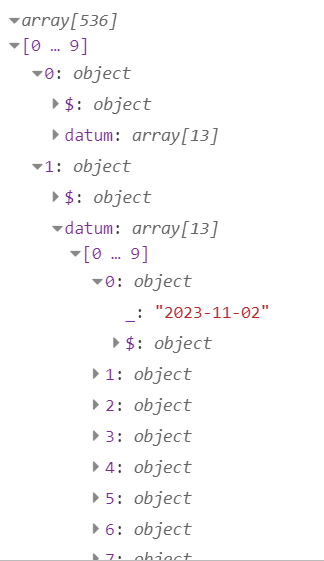 array[536]
[0 … 9]
0: object
$: object
datum: array[13]
1: object
$: object
datum: array[13]
[0 … 9]
0: object
_: "2023-11-02"
$: object
1: object
2: object
3: object
4: object
5: object
6: object
7: object